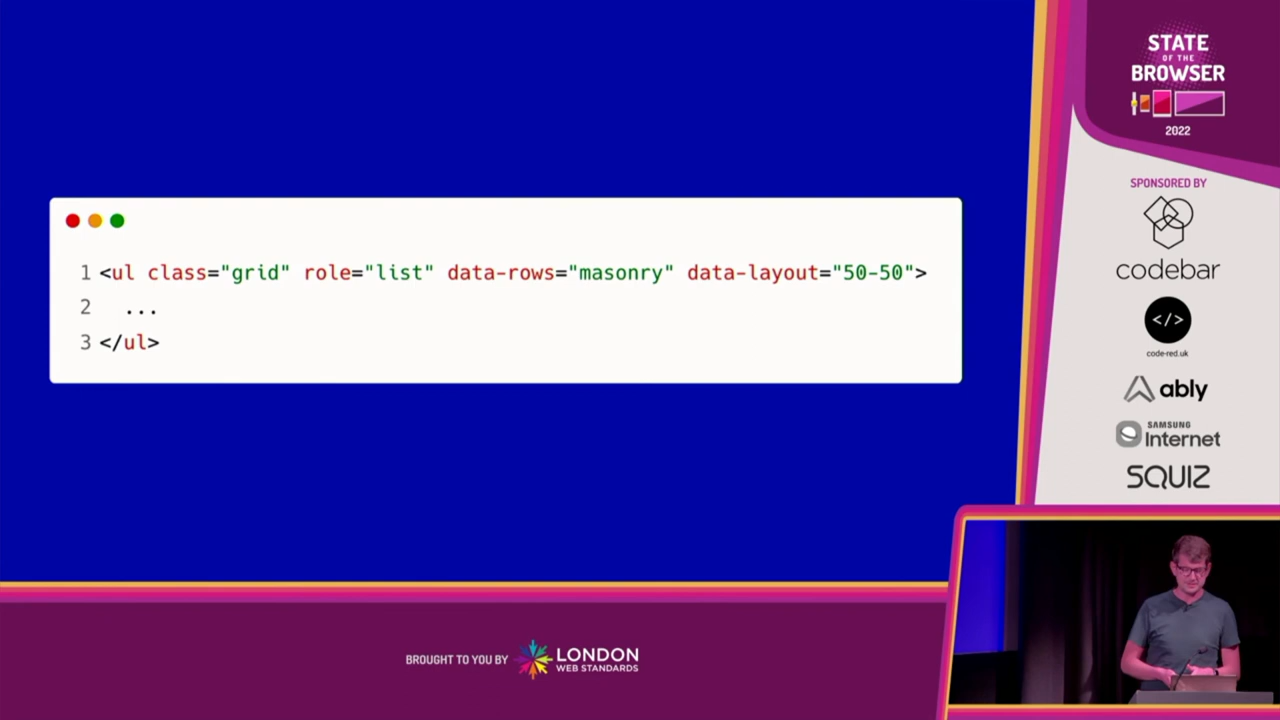 1 <ul class="grid" role="list" data-rows="masonry" data-layout="50-50">
2 ...
3 </ul>
STATE
OF THE
BROWSER
2022
SPONSORED BY
codebar
</>
code-red.uk
ably
SAMSUNG
Internet
SQUIZ
BROUGHT TO YOU BY
LONDON
WEB STANDARDS